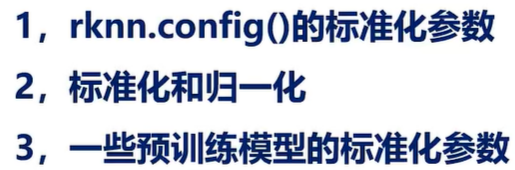 1，rknn.config()的标准化参数
2，标准化和归一化
3，一些预训练模型的标准化参数